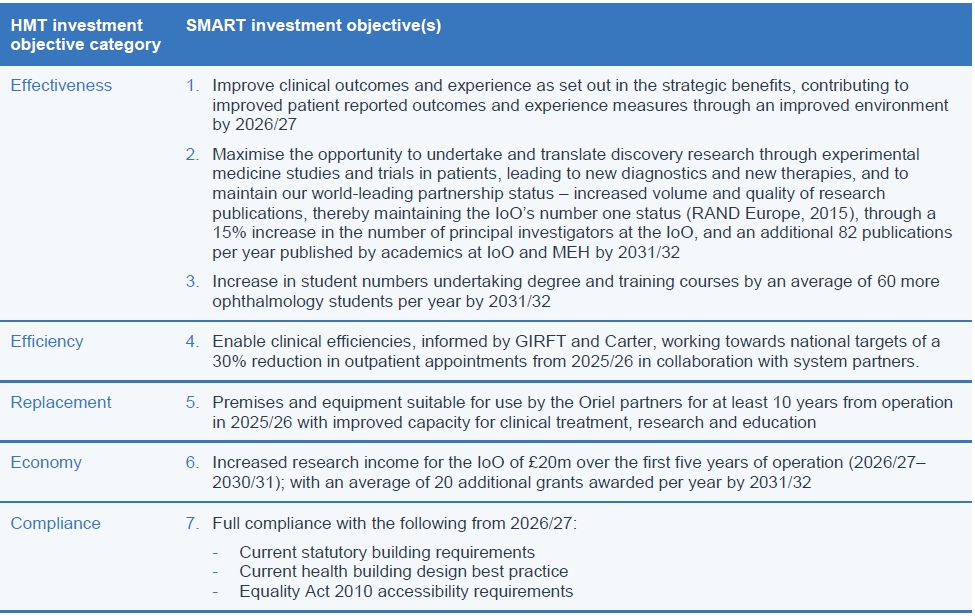 HMT investment
objective category
SMART investment objective(s)
Effectiveness
1. Improve clinical outcomes and experience as set out in the strategic benefits, contributing to
improved patient reported outcomes and experience measures through an improved environment
by 2026/27
2. Maximise the opportunity to undertake and translate discovery research through experimental
medicine studies and trials in patients, leading to new diagnostics and new therapies, and to
maintain our world-leading partnership status – increased volume and quality of research
publications, thereby maintaining the IoO's number one status (RAND Europe, 2015), through a
15% increase in the number of principal investigators at the IoO, and an additional 82 publications
per year published by academics at IoO and MEH by 2031/32
3. Increase in student numbers undertaking degree and training courses by an average of 60 more
ophthalmology students per year by 2031/32
Efficiency
4. Enable clinical efficiencies, informed by GIRFT and Carter, working towards national targets of a
30% reduction in outpatient appointments from 2025/26 in collaboration with system partners.
Replacement
5. Premises and equipment suitable for use by the Oriel partners for at least 10 years from operation
in 2025/26 with improved capacity for clinical treatment, research and education
Economy
6. Increased research income for the IoO of £20m over the first five years of operation (2026/27–
2030/31); with an average of 20 additional grants awarded per year by 2031/32
Compliance
7. Full compliance with the following from 2026/27:
- Current statutory building requirements
- Current health building design best practice
- Equality Act 2010 accessibility requirements